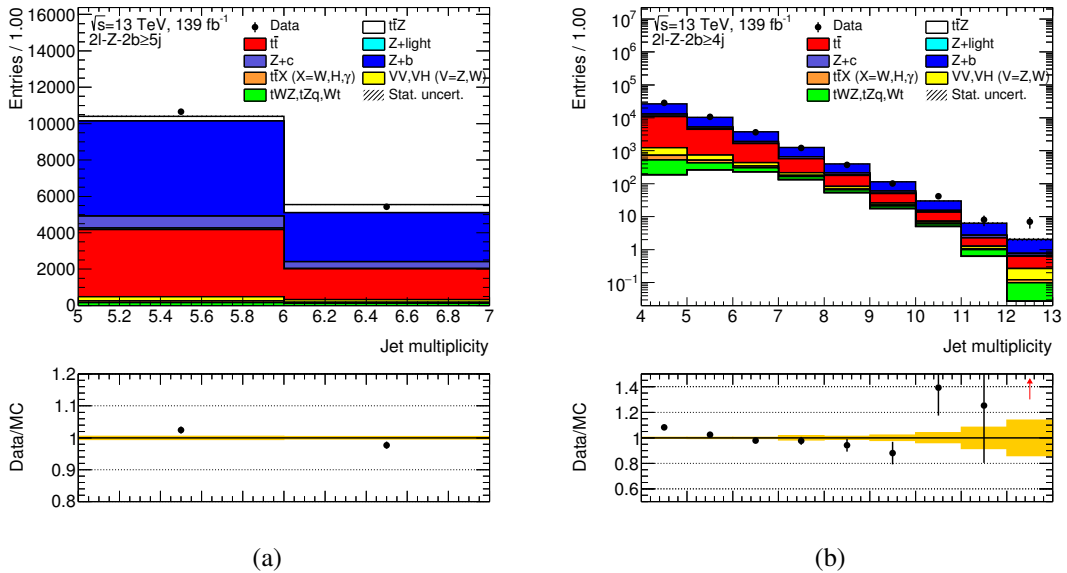 √s=13 TeV, 139 fb⁻¹
2l-Z-2b≥5j
Data
tt̄Z
tt̄
Z+light
Z+c
Z+b
tt̄X (X=W,H,γ)
VV,VH (V=Z,W)
tWZ,tZq,Wt
Stat. uncert.
Entries / 1.00
16000
14000
12000
10000
8000
6000
4000
2000
0
5 5.2 5.4 5.6 5.8 6 6.2 6.4 6.6 6.8 7
Jet multiplicity
Data/MC
1.2
1.1
1
0.9
0.8
(a)
√s=13 TeV, 139 fb⁻¹
2l-Z-2b≥4j
Data
tt̄Z
tt̄
Z+light
Z+c
Z+b
tt̄X (X=W,H,γ)
VV,VH (V=Z,W)
tWZ,tZq,Wt
Stat. uncert.
Entries / 1.00
10⁷
10⁶
10⁵
10⁴
10³
10²
10
1
10⁻¹
4 5 6 7 8 9 10 11 12 13
Jet multiplicity
Data/MC
1.4
1.2
1
0.8
0.6
(b)